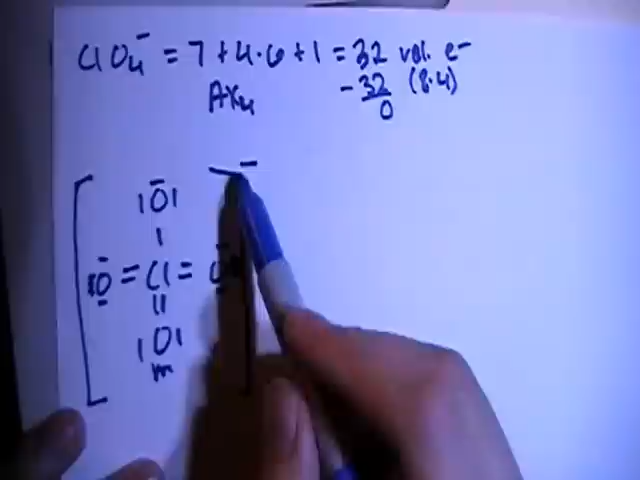 ClO₄⁻ = 7 + 4·6 + 1 = 32 val. e⁻
AX₄ - 32 (8·4)
0
|O|
|
|O = Cl = O
||
|O|